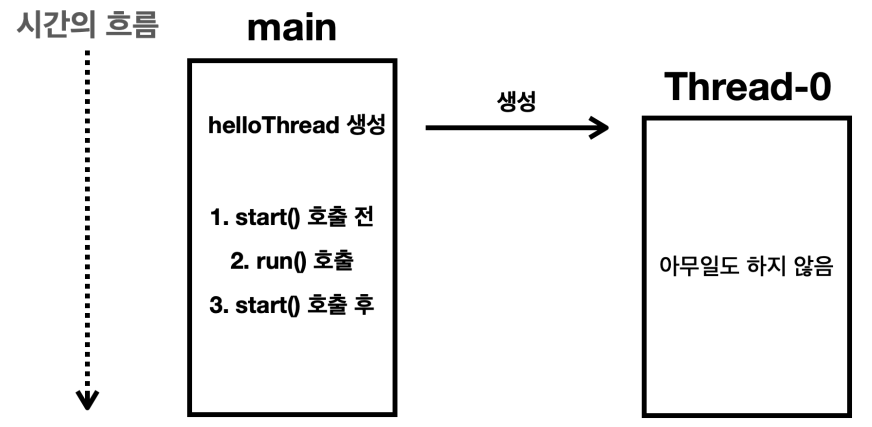 시간의 흐름
main
helloThread 생성
1. start() 호출 전
2. run() 호출
3. start() 호출 후
생성
Thread-0
아무일도 하지 않음